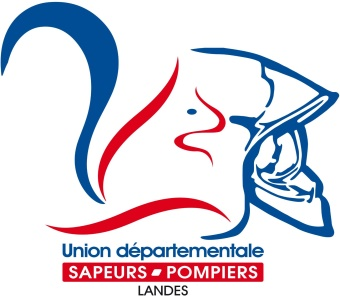 Union départementale
SAPEURS-POMPIERS
LANDES